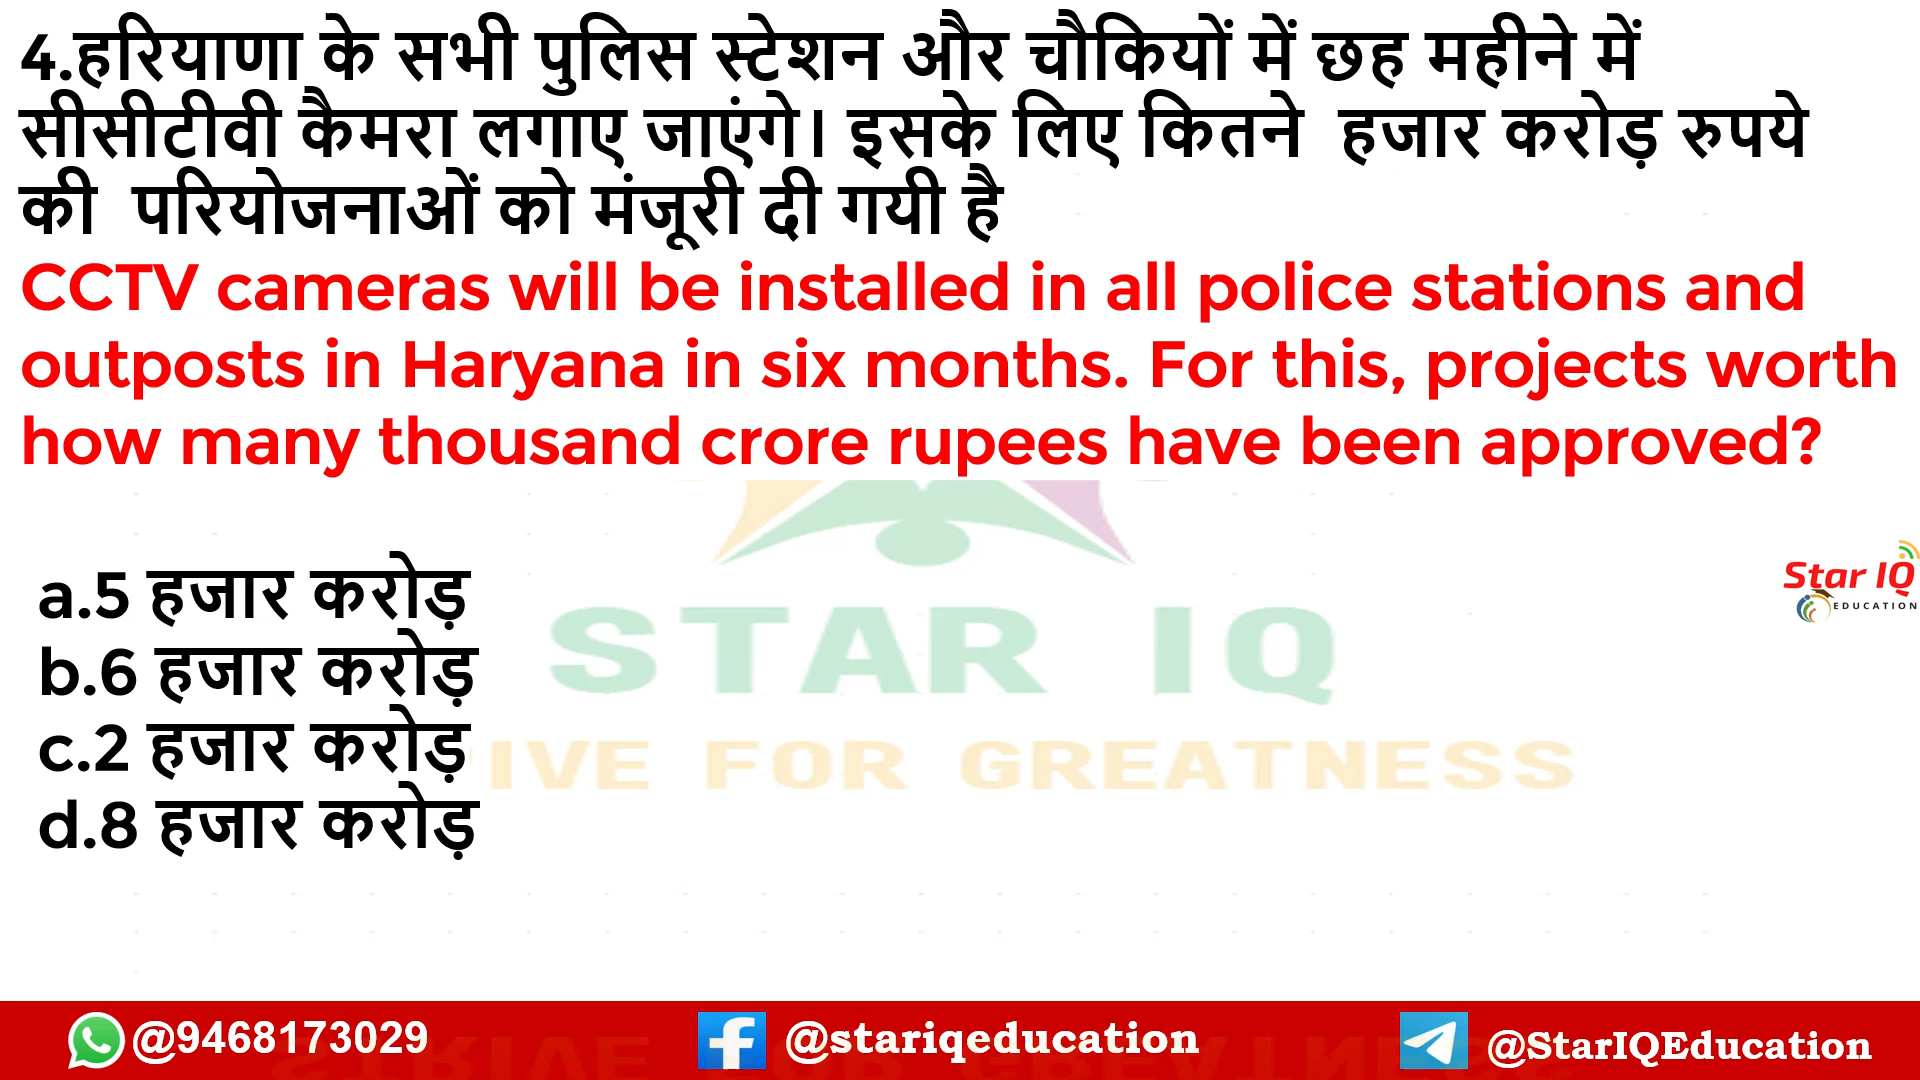 4.हरियाणा के सभी पुलिस स्टेशन और चौकियों में छह महीने में
सीसीटीवी कैमरा लगाए जाएंगे। इसके लिए कितने हजार करोड़ रुपये
की परियोजनाओं को मंजूरी दी गयी है
CCTV cameras will be installed in all police stations and
outposts in Haryana in six months. For this, projects worth
how many thousand crore rupees have been approved?
a.5 हजार करोड़
b.6 हजार करोड़
c.2 हजार करोड़
d.8 हजार करोड़
STAR IQ
IVE FOR GREATNESS
Star IQ
EDUCATION
@9468173029
@stariqeducation
@StarIQEducation